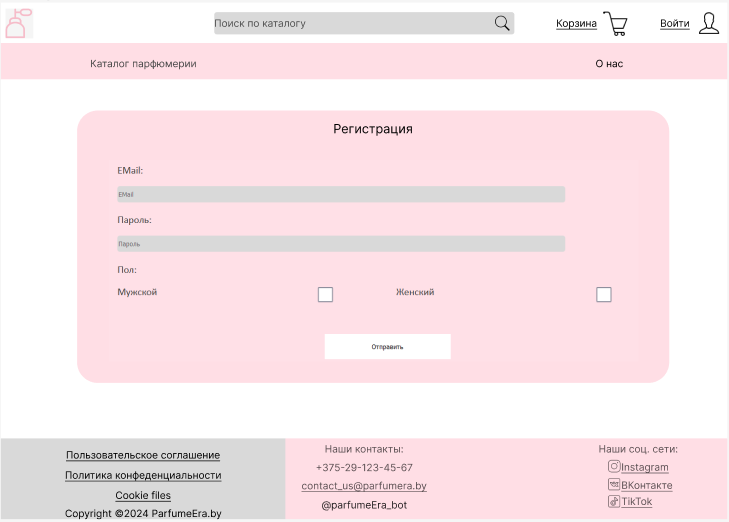 Поиск по каталогу
Корзина
Войти
Каталог парфюмерии
О нас
Регистрация
EMail:
EMail
Пароль:
Пароль
Пол:
Мужской
Женский
Отправить
Пользовательское соглашение
Политика конфеденциальности
Cookie files
Copyright ©2024 ParfumeEra.by
Наши контакты:
+375-29-123-45-67
contact_us@parfumera.by
@parfumeEra_bot
Наши соц. сети:
Instagram
ВКонтакте
TikTok